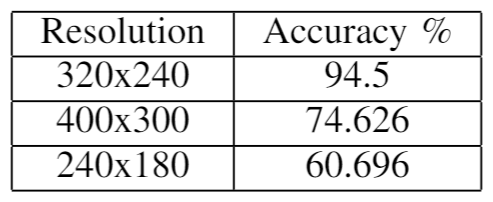 Resolution Accuracy %
320x240 94.5
400x300 74.626
240x180 60.696